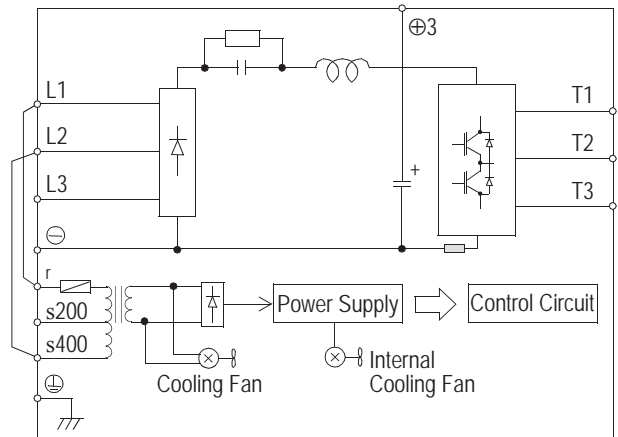 ⊕3
L1
T1
L2
T2
L3
T3
+
⊖
r
s200
s400
Power Supply
Control Circuit
Cooling Fan
Internal
Cooling Fan